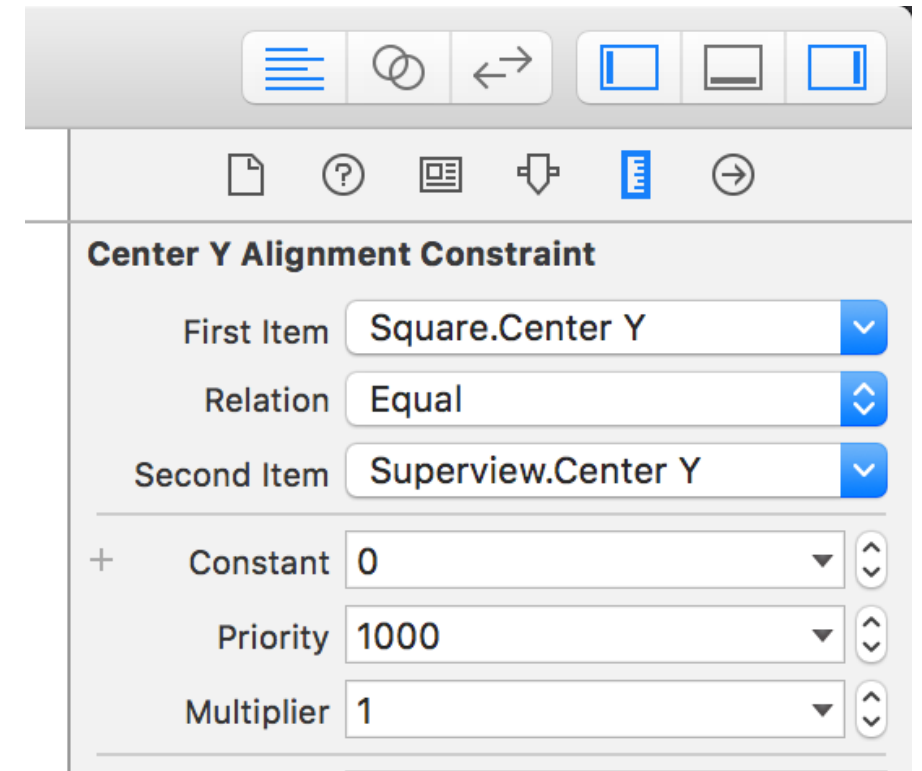 Center Y Alignment Constraint
First Item Square.Center Y
Relation Equal
Second Item Superview.Center Y
+ Constant 0
Priority 1000
Multiplier 1